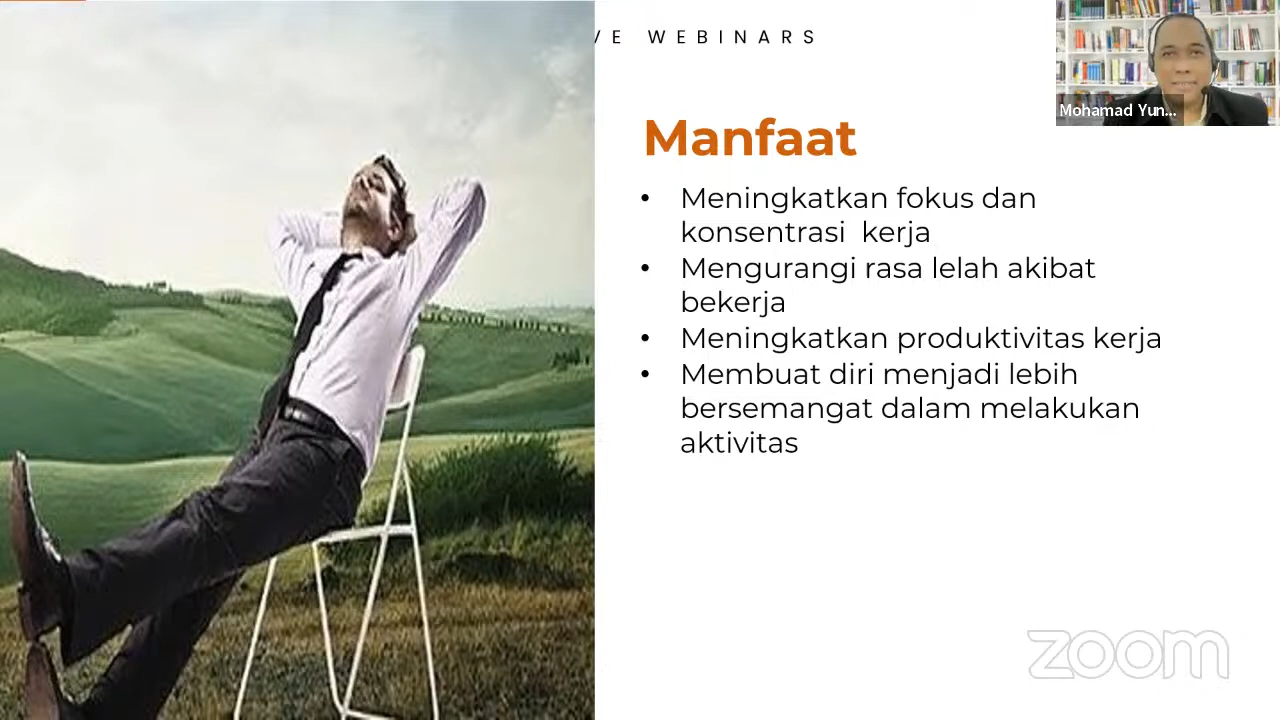 VE WEBINARS
Mohamad Yun...
Manfaat
• Meningkatkan fokus dan
konsentrasi kerja
• Mengurangi rasa lelah akibat
bekerja
• Meningkatkan produktivitas kerja
• Membuat diri menjadi lebih
bersemangat dalam melakukan
aktivitas
zoom